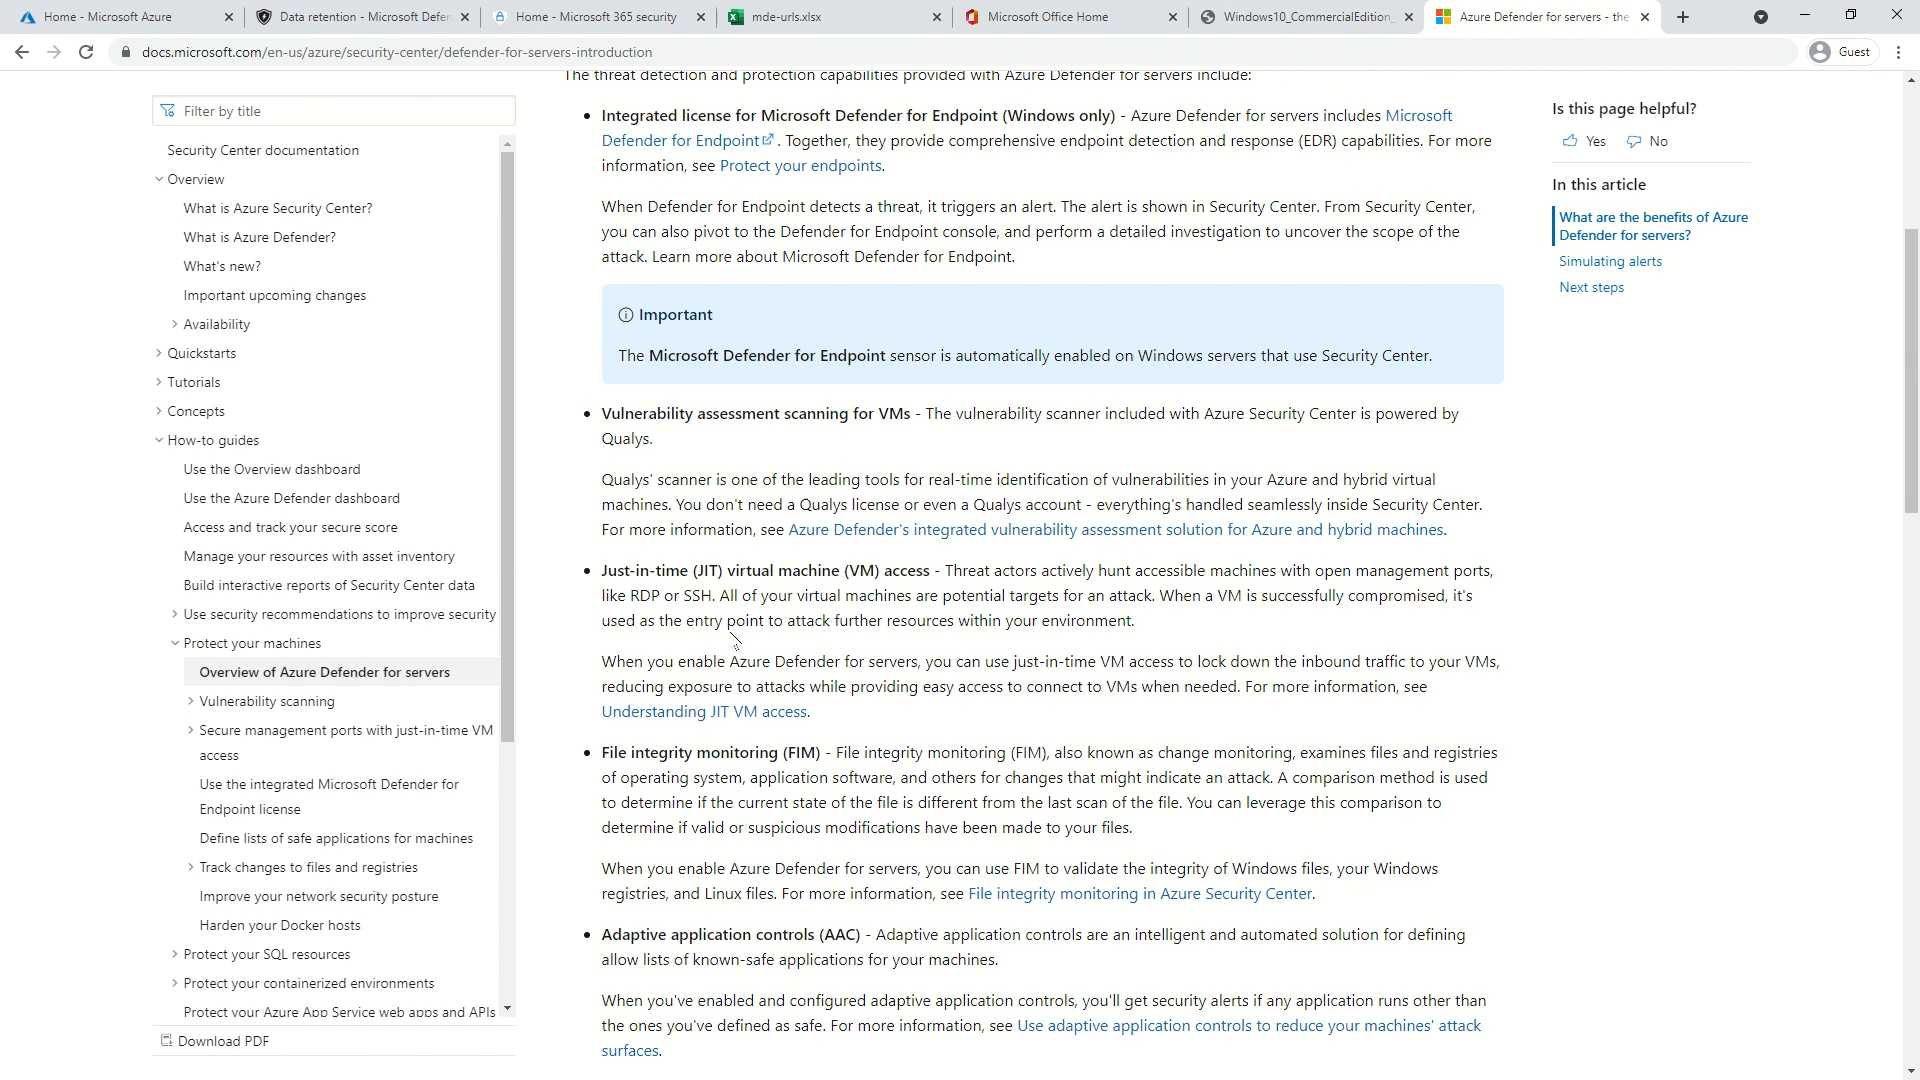 Home - Microsoft Azure
Data retention - Microsoft Defen
Home - Microsoft 365 security
mde-urls.xlsx
Microsoft Office Home
Windows10_CommercialEdition_
Azure Defender for servers - the
docs.microsoft.com/en-us/azure/security-center/defender-for-servers-introduction
Guest
Filter by title
Security Center documentation
Overview
What is Azure Security Center?
What is Azure Defender?
What's new?
Important upcoming changes
Availability
Quickstarts
Tutorials
Concepts
How-to guides
Use the Overview dashboard
Use the Azure Defender dashboard
Access and track your secure score
Manage your resources with asset inventory
Build interactive reports of Security Center data
Use security recommendations to improve security
Protect your machines
Overview of Azure Defender for servers
Vulnerability scanning
Secure management ports with just-in-time VM
access
Use the integrated Microsoft Defender for
Endpoint license
Define lists of safe applications for machines
Track changes to files and registries
Improve your network security posture
Harden your Docker hosts
Protect your SQL resources
Protect your containerized environments
Protect your Azure App Service web apps and APIs
Download PDF
The threat detection and protection capabilities provided with Azure Defender for servers include:
• Integrated license for Microsoft Defender for Endpoint (Windows only) - Azure Defender for servers includes Microsoft
Defender for Endpoint. Together, they provide comprehensive endpoint detection and response (EDR) capabilities. For more
information, see Protect your endpoints.
When Defender for Endpoint detects a threat, it triggers an alert. The alert is shown in Security Center. From Security Center,
you can also pivot to the Defender for Endpoint console, and perform a detailed investigation to uncover the scope of the
attack. Learn more about Microsoft Defender for Endpoint.
Important
The Microsoft Defender for Endpoint sensor is automatically enabled on Windows servers that use Security Center.
• Vulnerability assessment scanning for VMs - The vulnerability scanner included with Azure Security Center is powered by
Qualys.
Qualys' scanner is one of the leading tools for real-time identification of vulnerabilities in your Azure and hybrid virtual
machines. You don't need a Qualys license or even a Qualys account - everything's handled seamlessly inside Security Center.
For more information, see Azure Defender's integrated vulnerability assessment solution for Azure and hybrid machines.
• Just-in-time (JIT) virtual machine (VM) access - Threat actors actively hunt accessible machines with open management ports,
like RDP or SSH. All of your virtual machines are potential targets for an attack. When a VM is successfully compromised, it's
used as the entry point to attack further resources within your environment.
When you enable Azure Defender for servers, you can use just-in-time VM access to lock down the inbound traffic to your VMs,
reducing exposure to attacks while providing easy access to connect to VMs when needed. For more information, see
Understanding JIT VM access.
• File integrity monitoring (FIM) - File integrity monitoring (FIM), also known as change monitoring, examines files and registries
of operating system, application software, and others for changes that might indicate an attack. A comparison method is used
to determine if the current state of the file is different from the last scan of the file. You can leverage this comparison to
determine if valid or suspicious modifications have been made to your files.
When you enable Azure Defender for servers, you can use FIM to validate the integrity of Windows files, your Windows
registries, and Linux files. For more information, see File integrity monitoring in Azure Security Center.
• Adaptive application controls (AAC) - Adaptive application controls are an intelligent and automated solution for defining
allow lists of known-safe applications for your machines.
When you've enabled and configured adaptive application controls, you'll get security alerts if any application runs other than
the ones you've defined as safe. For more information, see Use adaptive application controls to reduce your machines' attack
surfaces.
Is this page helpful?
Yes No
In this article
What are the benefits of Azure
Defender for servers?
Simulating alerts
Next steps